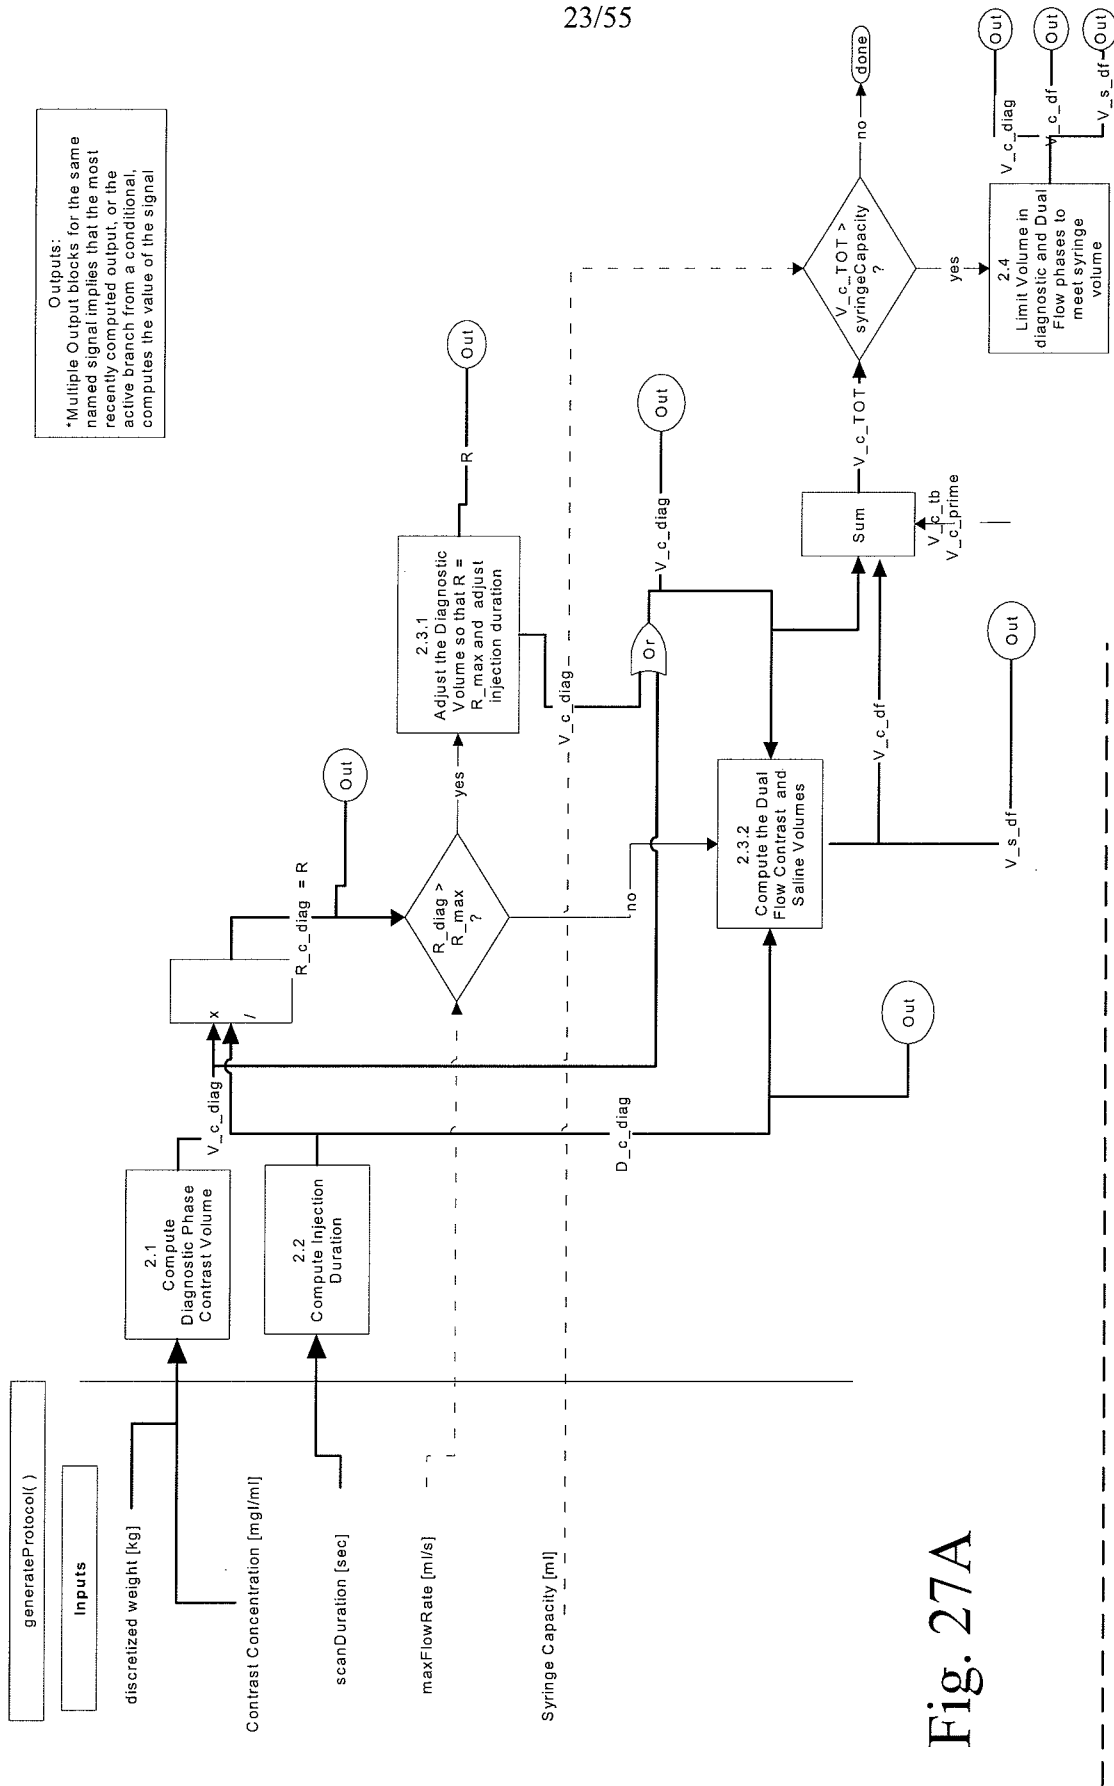 23/55
generateProtocol( )
Inputs
discretized weight [kg]
Contrast Concentration [mgI/ml]
scanDuration [sec]
maxFlowRate [ml/s]
Syringe Capacity [ml]
2.1
Compute
Diagnostic Phase
Contrast Volume
V_c_diag
2.2
Compute Injection
Duration
D_c_diag
Out
x
/
R_c_diag = R
Out
R_diag >
R_max
?
yes
no
2.3.1
Adjust the Diagnostic
Volume so that R =
R_max and adjust
injection duration
R
Out
V_c_diag
Or
V_c_diag
Out
2.3.2
Compute the Dual
Flow Contrast and
Saline Volumes
V_c_df
V_s_df
Out
Sum
V_c_tb
V_c_prime
V_c_TOT
V_c_TOT >
syringeCapacity
?
no
done
yes
2.4
Limit Volume in
diagnostic and Dual
Flow phases to
meet syringe
volume
V_c_diag
Out
V_c_df
Out
V_s_df
Out
Outputs:
*Multiple Output blocks for the same
named signal implies that the most
recently computed output, or the
active branch from a conditional,
computes the value of the signal
Fig. 27A